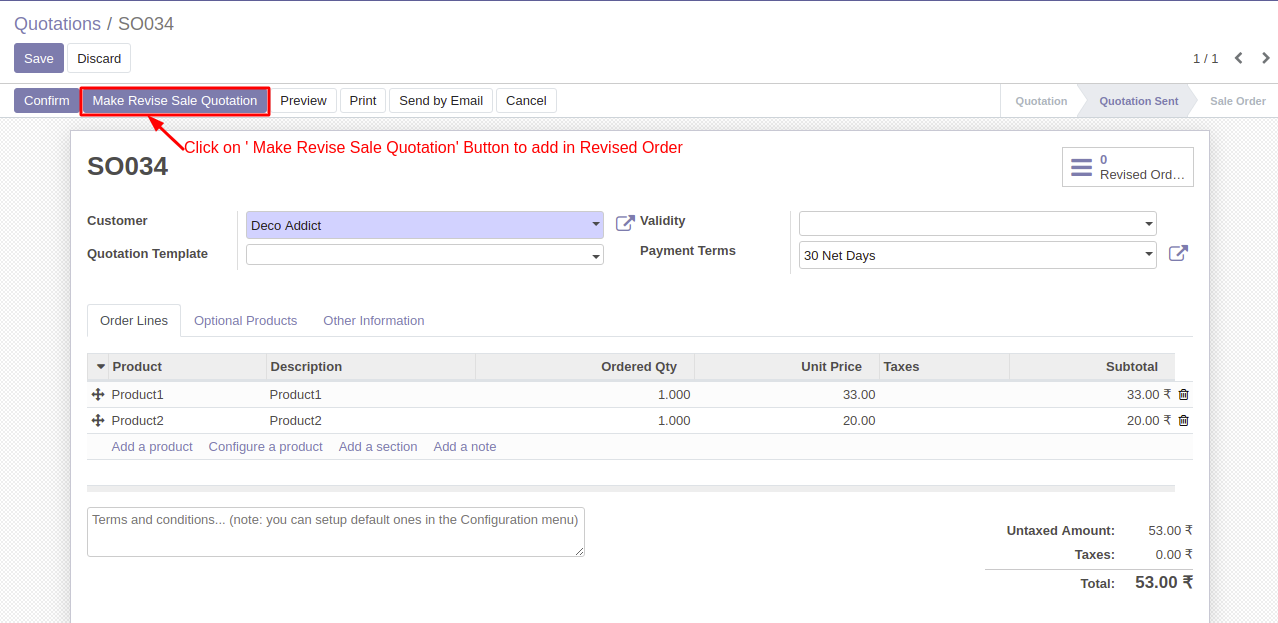 Quotations / SO034
Save Discard 1 / 1
Confirm Make Revise Sale Quotation Preview Print Send by Email Cancel Quotation Quotation Sent Sale Order
Click on ' Make Revise Sale Quotation' Button to add in Revised Order
SO034
0
Revised Ord...
Customer Deco Addict Validity
Quotation Template Payment Terms 30 Net Days
Order Lines Optional Products Other Information
Product Description Ordered Qty Unit Price Taxes Subtotal
Product1 Product1 1.000 33.00 33.00 ₹
Product2 Product2 1.000 20.00 20.00 ₹
Add a product Configure a product Add a section Add a note
Terms and conditions... (note: you can setup default ones in the Configuration menu)
Untaxed Amount: 53.00 ₹
Taxes: 0.00 ₹
Total: 53.00 ₹